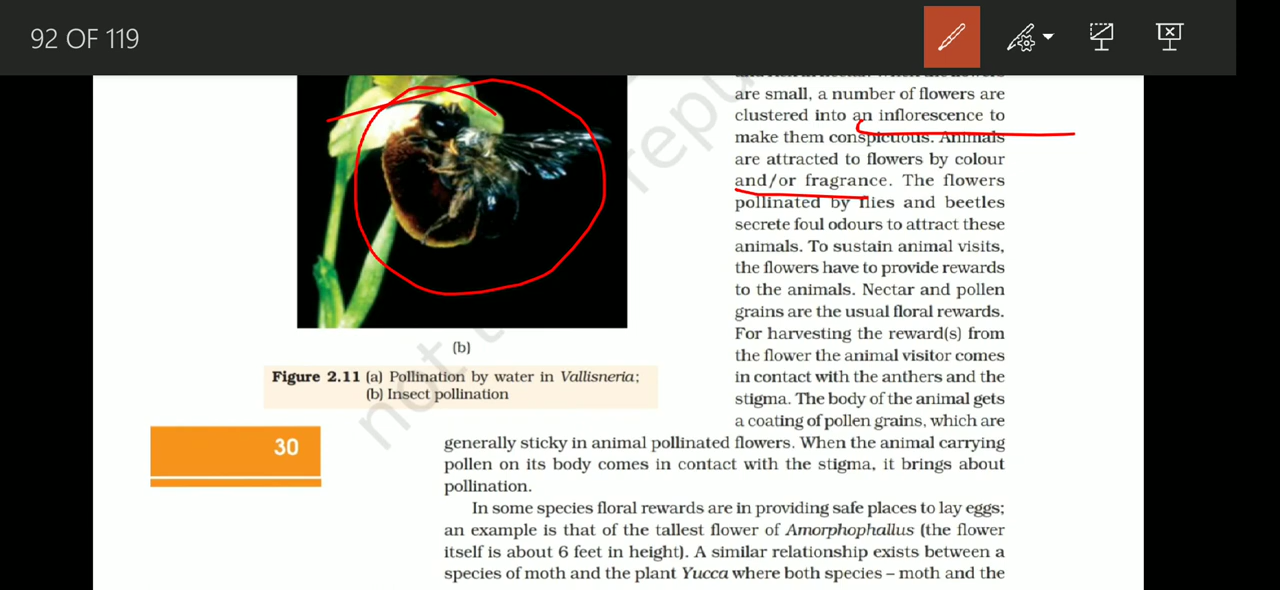 92 OF 119
are small, a number of flowers are
clustered into an inflorescence to
make them conspicuous. Animals
are attracted to flowers by colour
and/or fragrance. The flowers
pollinated by flies and beetles
secrete foul odours to attract these
animals. To sustain animal visits,
the flowers have to provide rewards
to the animals. Nectar and pollen
grains are the usual floral rewards.
For harvesting the reward(s) from
the flower the animal visitor comes
in contact with the anthers and the
stigma. The body of the animal gets
a coating of pollen grains, which are
generally sticky in animal pollinated flowers. When the animal carrying
pollen on its body comes in contact with the stigma, it brings about
pollination.
In some species floral rewards are in providing safe places to lay eggs;
an example is that of the tallest flower of Amorphophallus (the flower
itself is about 6 feet in height). A similar relationship exists between a
species of moth and the plant Yucca where both species – moth and the
(b)
Figure 2.11 (a) Pollination by water in Vallisneria;
(b) Insect pollination
30
not
repu